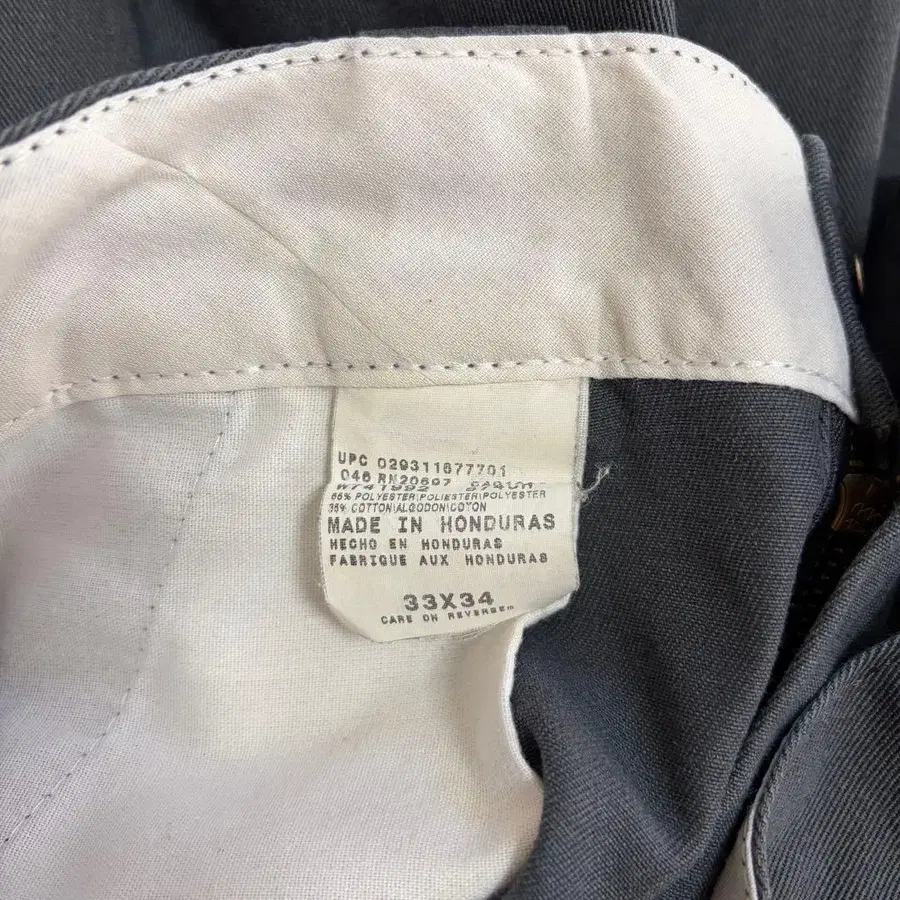 UPC 029311677701
046 RN20697
W741992
65% POLYESTER\POLIESTER\POLYESTER
35% COTTON\ALGODON\COTON
MADE IN HONDURAS
HECHO EN HONDURAS
FABRIQUE AUX HONDURAS
33X34
CARE ON REVERSE